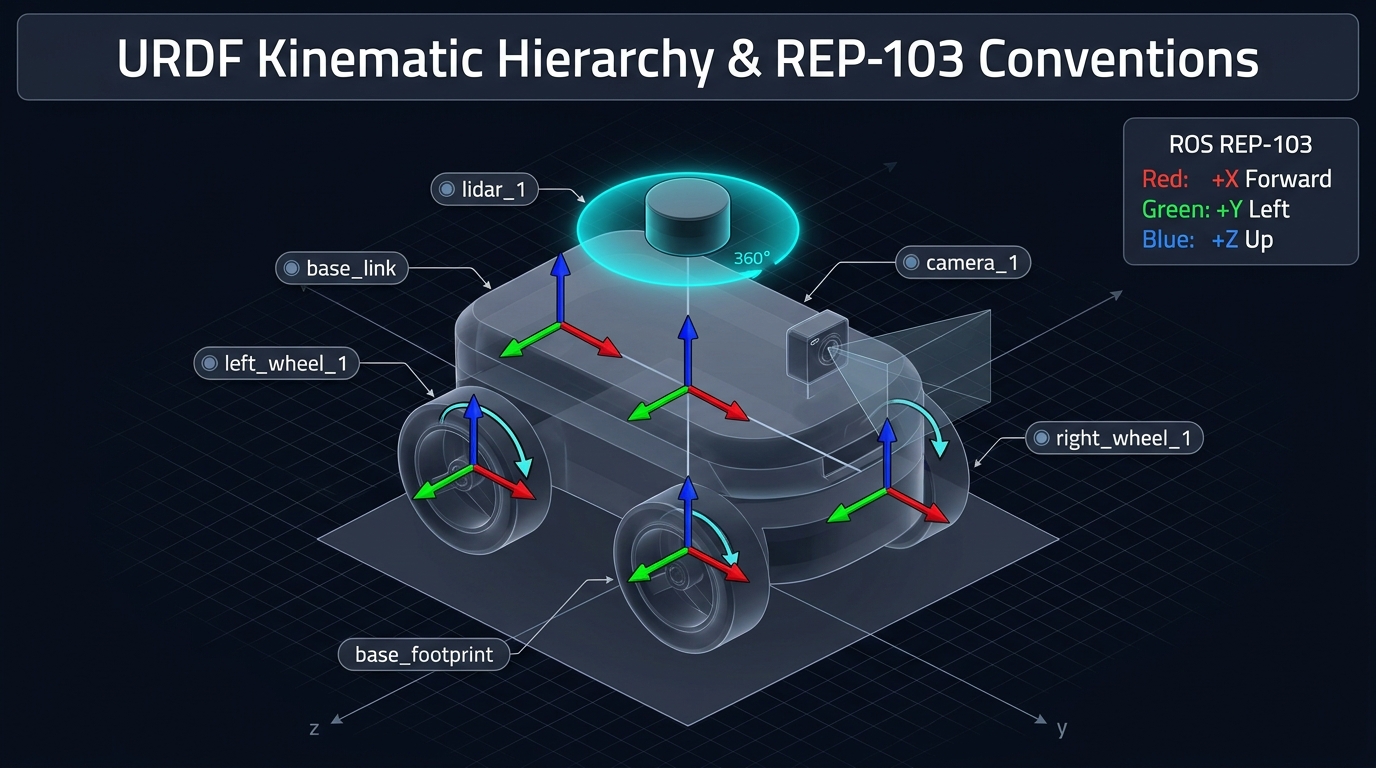 URDF Kinematic Hierarchy & REP-103 Conventions
ROS REP-103
Red: +X Forward
Green: +Y Left
Blue: +Z Up
lidar_1
360°
base_link
camera_1
left_wheel_1
right_wheel_1
base_footprint
z
y